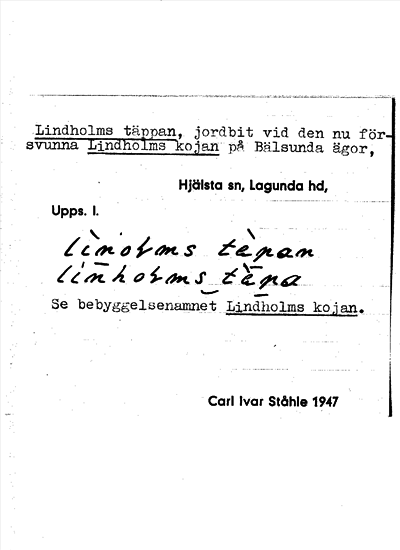 Lindholms täppan, jordbit vid den nu för-
svunna Lindholms kojan på Bälsunda ägor,
Hjälsta sn, Lagunda hd,
Upps. l.
Se bebyggelsenamnet Lindholms kojan.
Carl Ivar Ståhle 1947